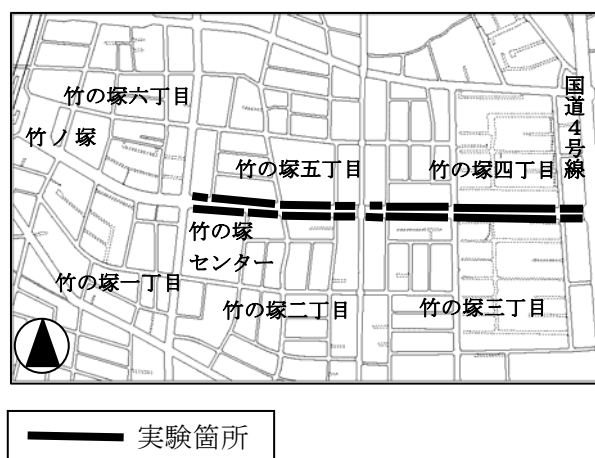 竹の塚六丁目
国道4号線
竹ノ塚
竹の塚五丁目
竹の塚四丁目
竹の塚
センター
竹の塚一丁目
竹の塚二丁目
竹の塚三丁目
実験箇所